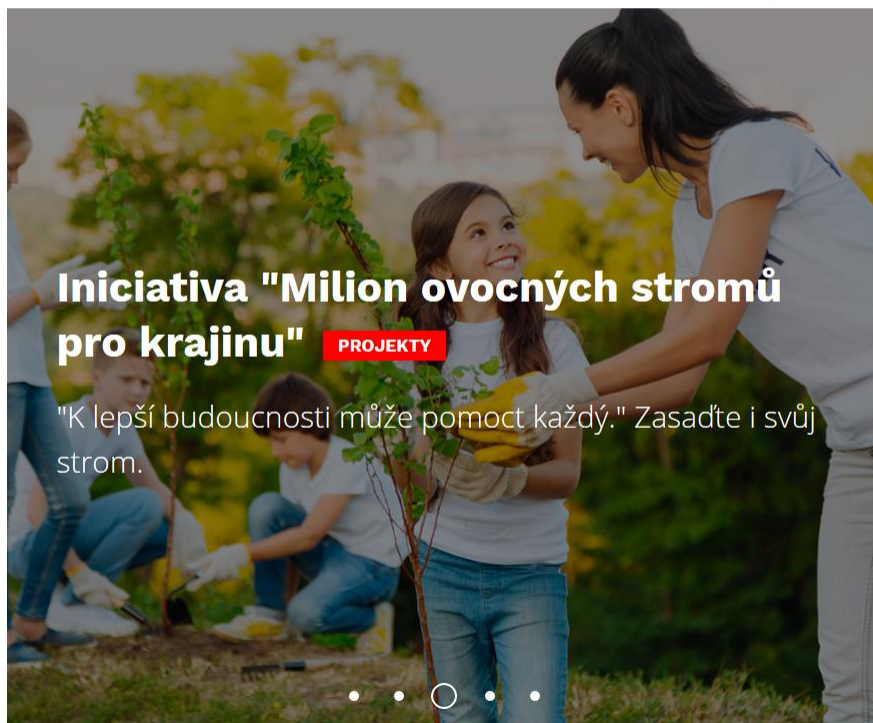 Iniciativa "Milion ovocných stromů
pro krajinu" PROJEKTY
"K lepší budoucnosti může pomoct každý." Zasaďte i svůj
strom.